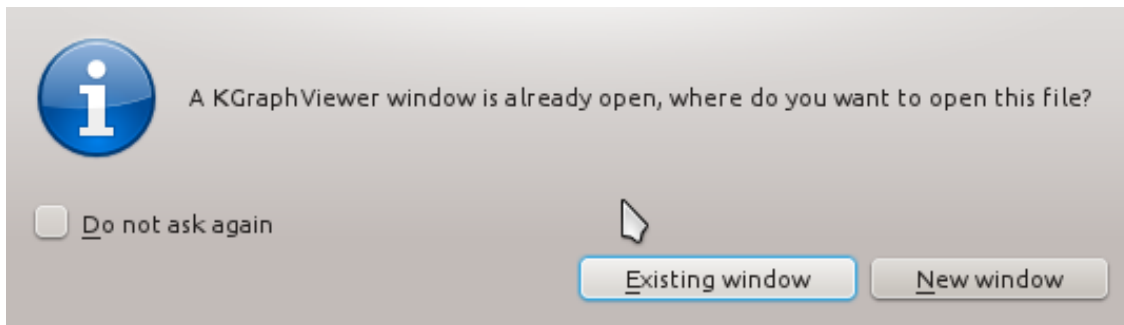 A KGraphViewer window is already open, where do you want to open this file?
Do not ask again
Existing window
New window